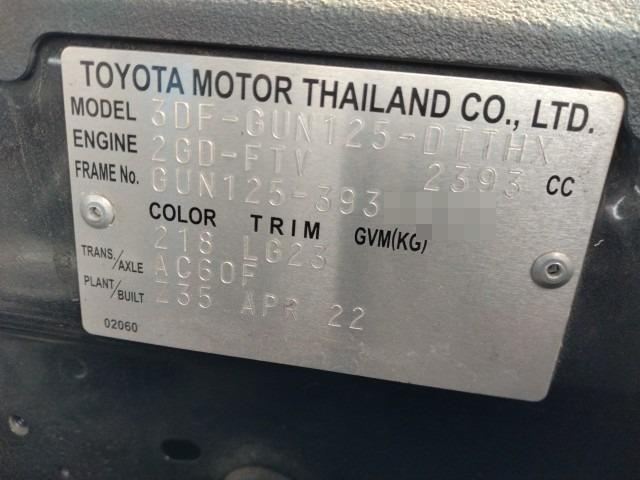 TOYOTA MOTOR THAILAND CO., LTD.
MODEL 3DF-GUN125-DTTHX
ENGINE 2GD-FTV 2393 CC
FRAME No. GUN125-393
COLOR TRIM GVM(KG)
218 LG23
TRANS./AXLE AC60F
PLANT/BUILT Z35 APR 22
02060